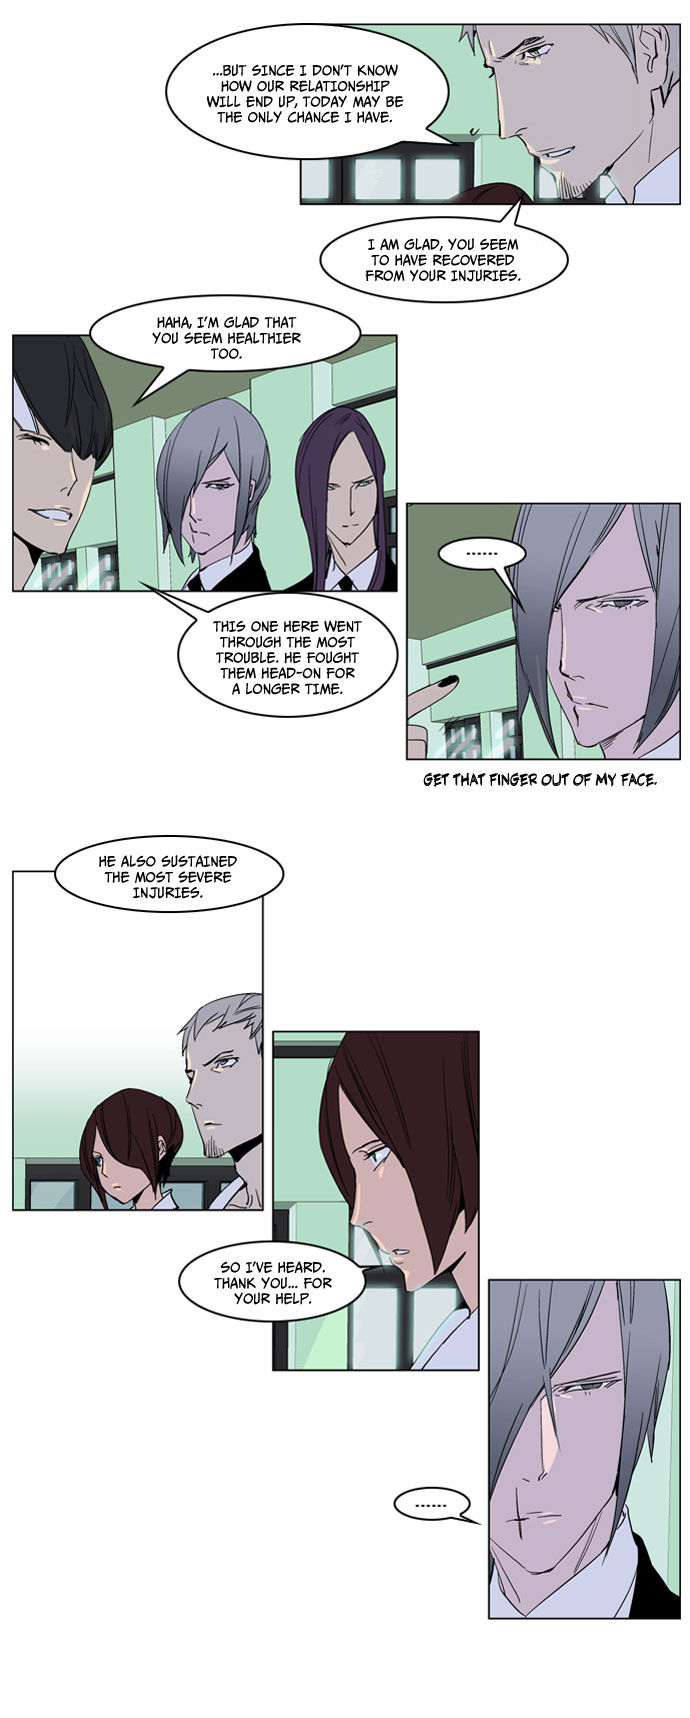 ...BUT SINCE I DON'T KNOW
HOW OUR RELATIONSHIP
WILL END UP, TODAY MAY BE
THE ONLY CHANCE I HAVE.
I AM GLAD, YOU SEEM
TO HAVE RECOVERED
FROM YOUR INJURIES.
HAHA, I'M GLAD THAT
YOU SEEM HEALTHIER
TOO.
------
THIS ONE HERE WENT
THROUGH THE MOST
TROUBLE. HE FOUGHT
THEM HEAD-ON FOR
A LONGER TIME.
GET THAT FINGER OUT OF MY FACE.
HE ALSO SUSTAINED
THE MOST SEVERE
INJURIES.
SO I'VE HEARD.
THANK YOU... FOR
YOUR HELP.
------